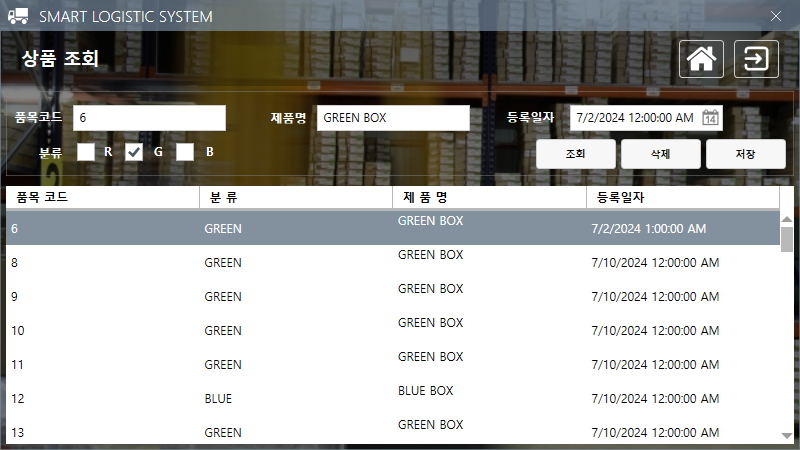 SMART LOGISTIC SYSTEM
상품 조회
품목코드 6 제품명 GREEN BOX 등록일자 7/2/2024 12:00:00 AM 14
분류 R G B 조회 삭제 저장
품목 코드 분 류 제 품 명 등록일자
6 GREEN GREEN BOX 7/2/2024 1:00:00 AM
8 GREEN GREEN BOX 7/10/2024 12:00:00 AM
9 GREEN GREEN BOX 7/10/2024 12:00:00 AM
10 GREEN GREEN BOX 7/10/2024 12:00:00 AM
11 GREEN GREEN BOX 7/10/2024 12:00:00 AM
12 BLUE BLUE BOX 7/10/2024 12:00:00 AM
13 GREEN GREEN BOX 7/10/2024 12:00:00 AM